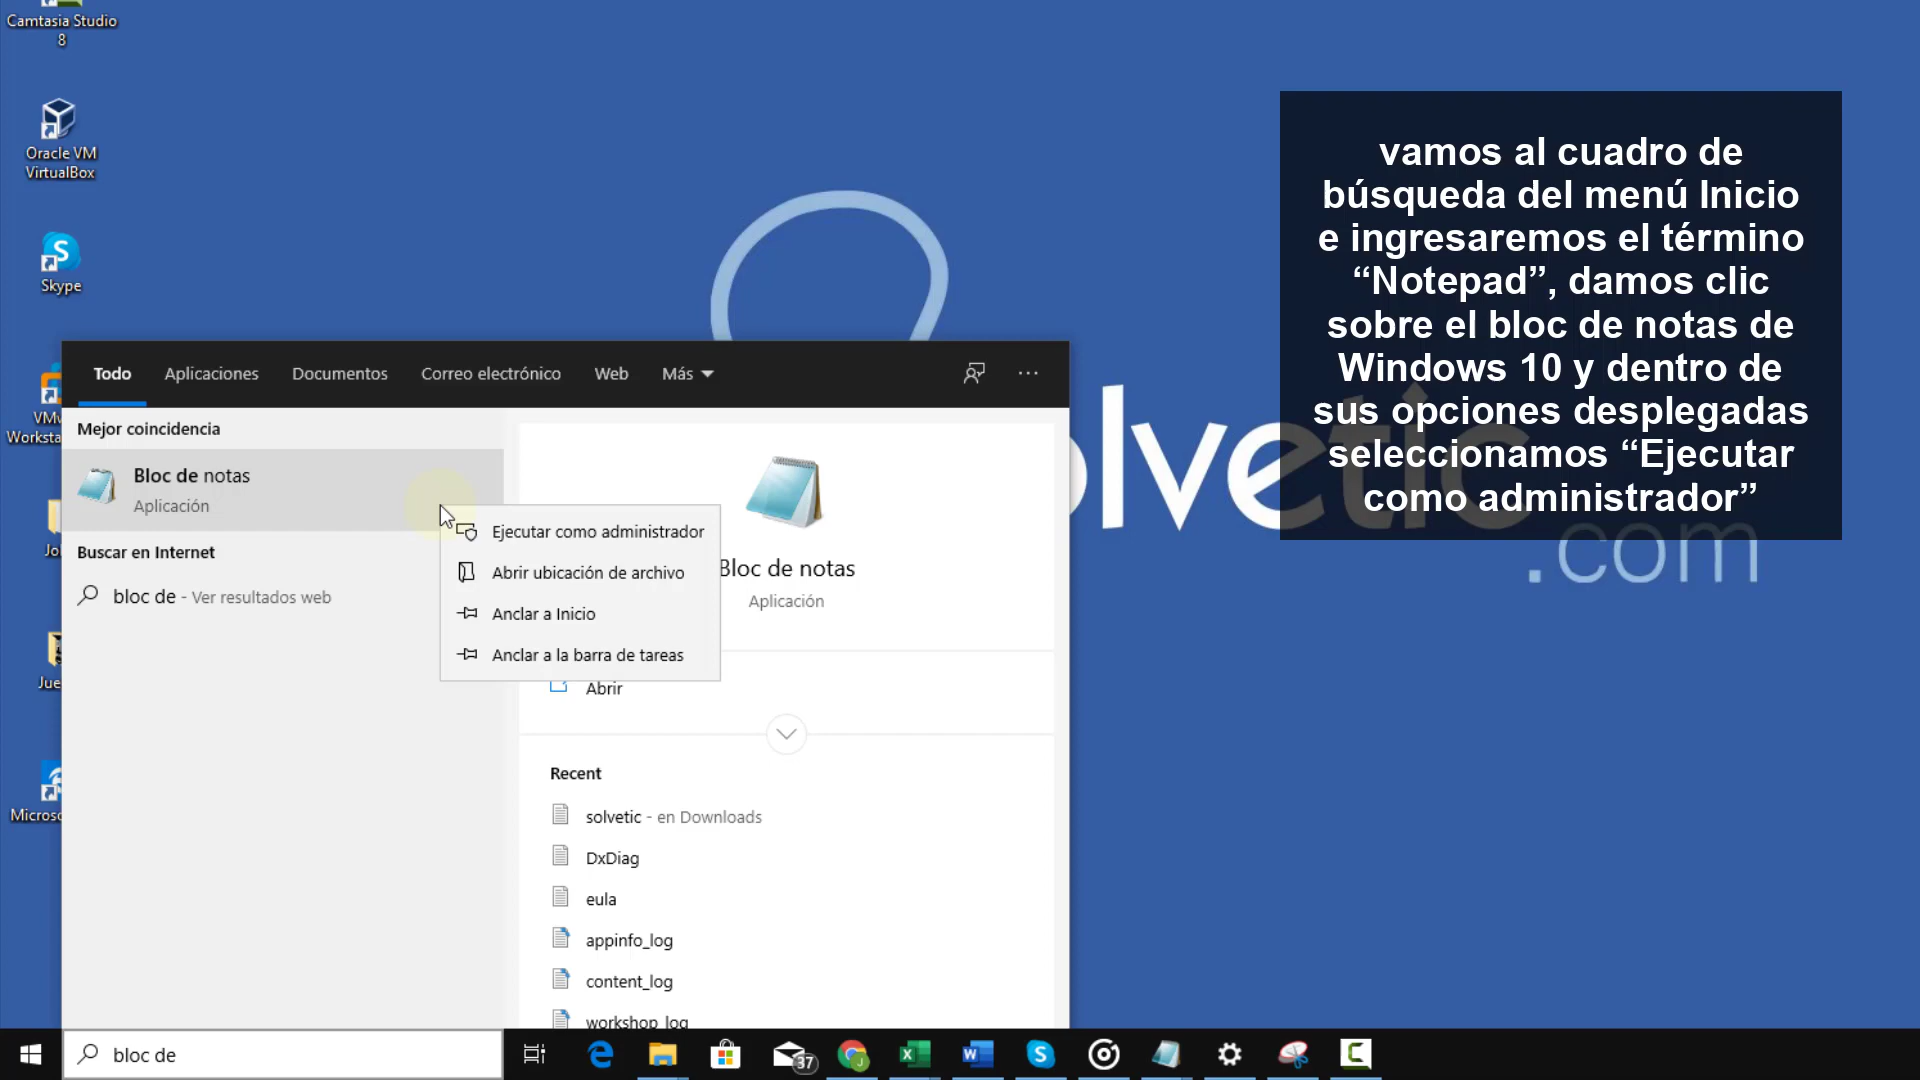 Camtasia Studio
8
Oracle VM
VirtualBox
Skype
Todo
Aplicaciones
Documentos
Correo electrónico
Web
Más
Mejor coincidencia
Bloc de notas
Aplicación
Buscar en Internet
bloc de - Ver resultados web
Ejecutar como administrador
Abrir ubicación de archivo
Anclar a Inicio
Anclar a la barra de tareas
Bloc de notas
Aplicación
Abrir
Recent
solvetic - en Downloads
DxDiag
eula
appinfo_log
content_log
workshop_log
vamos al cuadro de
búsqueda del menú Inicio
e ingresaremos el término
“Notepad”, damos clic
sobre el bloc de notas de
Windows 10 y dentro de
sus opciones desplegadas
seleccionamos “Ejecutar
como administrador”
olvetic
.com
bloc de
37